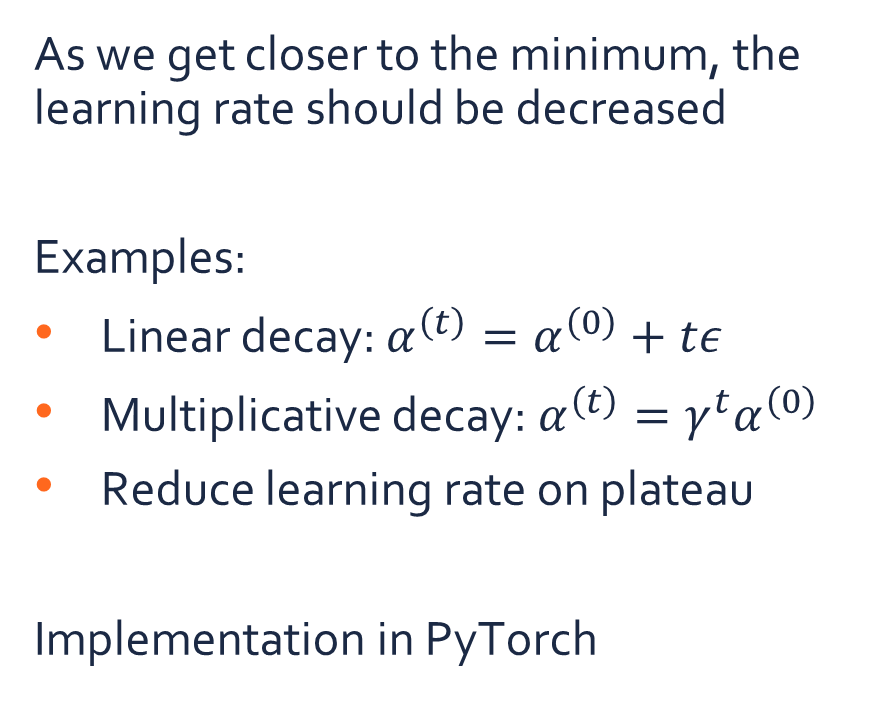 As we get closer to the minimum, the
learning rate should be decreased
Examples:
• Linear decay: α^(t) = α^(0) + tϵ
• Multiplicative decay: α^(t) = γ^t α^(0)
• Reduce learning rate on plateau
Implementation in PyTorch